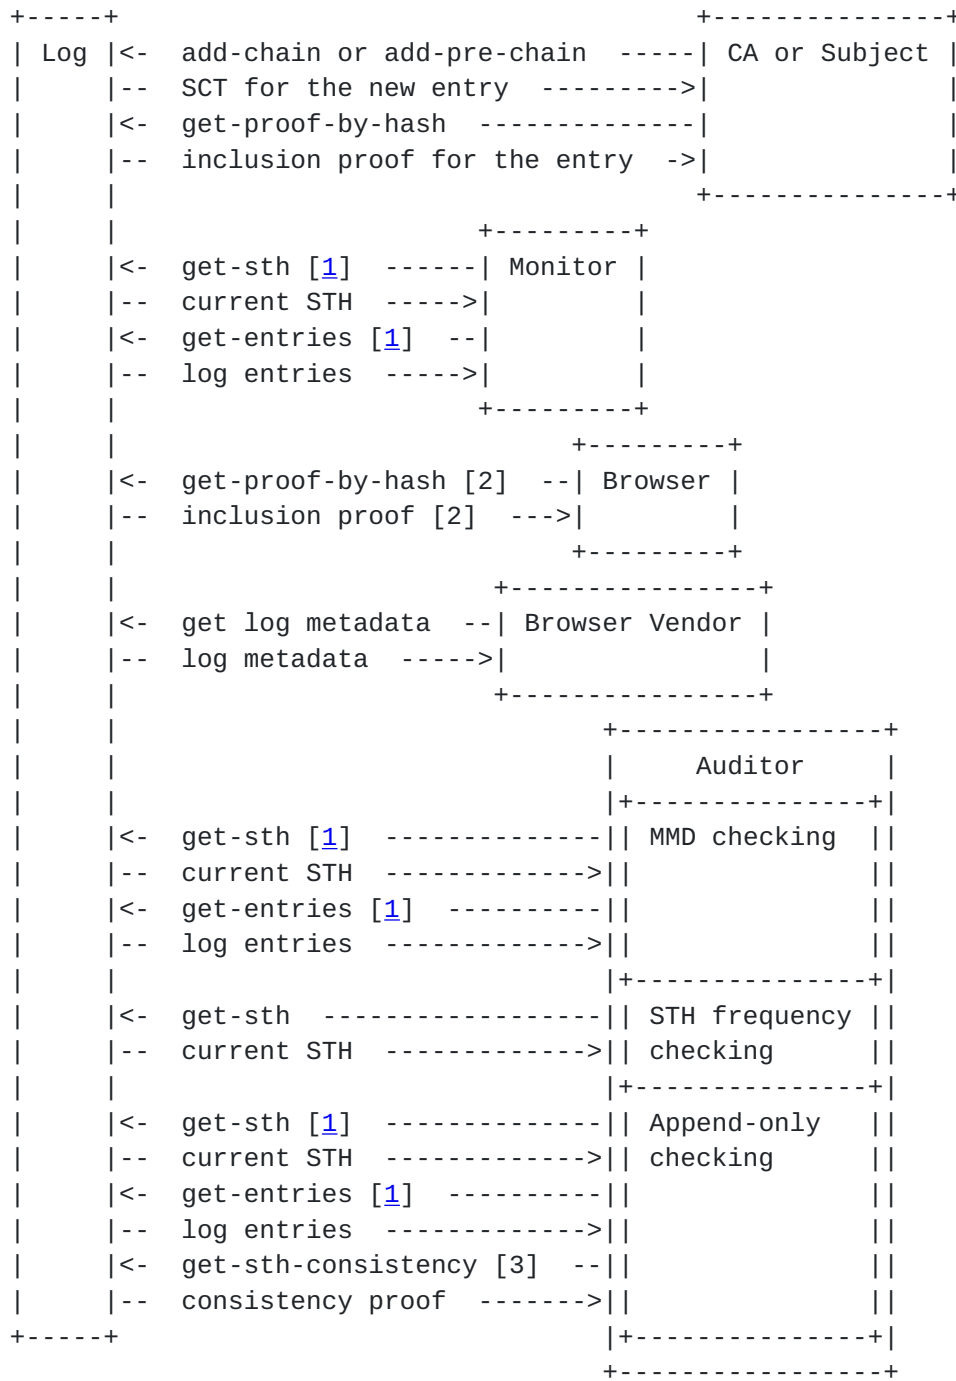 +-----+                                     +---------------+
| Log |<-  add-chain or add-pre-chain  -----| CA or Subject |
|     |--  SCT for the new entry  --------->|               |
|     |<-  get-proof-by-hash  --------------|               |
|     |--  inclusion proof for the entry  ->|               |
|     |                                     +---------------+
|     |                       +---------+
|     |<-  get-sth [1]  ------| Monitor |
|     |--  current STH  ----->|         |
|     |<-  get-entries [1]  --|         |
|     |--  log entries  ----->|         |
|     |                       +---------+
|     |                             +---------+
|     |<-  get-proof-by-hash [2]  --| Browser |
|     |--  inclusion proof [2]  --->|         |
|     |                             +---------+
|     |                        +----------------+
|     |<-  get log metadata  --| Browser Vendor |
|     |--  log metadata  ----->|                |
|     |                        +----------------+
|     |                               +-----------------+
|     |                               |     Auditor     |
|     |                               |+---------------+|
|     |<-  get-sth [1]  --------------|| MMD checking  ||
|     |--  current STH  ------------->||               ||
|     |<-  get-entries [1]  ----------||               ||
|     |--  log entries  ------------->||               ||
|     |                               |+---------------+|
|     |<-  get-sth  ------------------|| STH frequency ||
|     |--  current STH  ------------->|| checking      ||
|     |                               |+---------------+|
|     |<-  get-sth [1]  --------------|| Append-only   ||
|     |--  current STH  ------------->|| checking      ||
|     |<-  get-entries [1]  ----------||               ||
|     |--  log entries  ------------->||               ||
|     |<-  get-sth-consistency [3]  --||               ||
|     |--  consistency proof  ------->||               ||
+-----+                               |+---------------+|
                                      +-----------------+